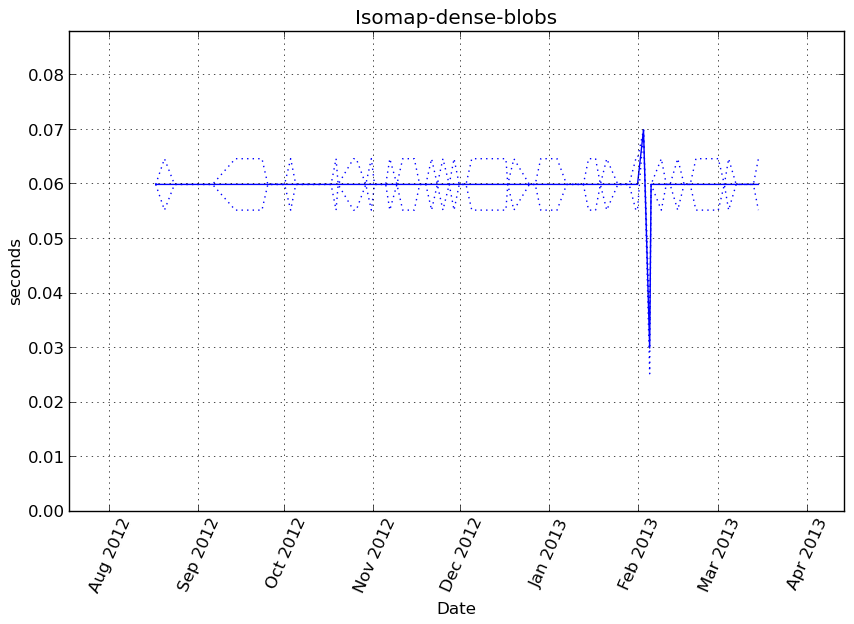 Isomap-dense-blobs
0.08
0.07
0.06
0.05
0.04
0.03
0.02
0.01
0.00
seconds
Aug 2012
Sep 2012
Oct 2012
Nov 2012
Dec 2012
Jan 2013
Feb 2013
Mar 2013
Apr 2013
Date